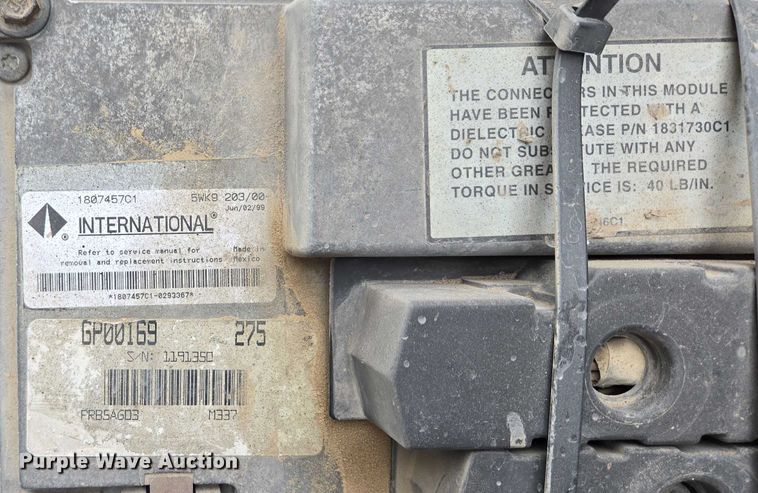 1807457C1 5WK9 203/00-
Jun/02/99
INTERNATIONAL®
Refer to service manual for Made in
removal and replacement instructions Mexico
*1807457C1-0293367*
GP00169 275
S/N: 1191350
FRB5A6D3 M337
ATTENTION
THE CONNECTORS IN THIS MODULE
HAVE BEEN PROTECTED WITH A
DIELECTRIC GREASE P/N 1831730C1.
DO NOT SUBSTITUTE WITH ANY
OTHER GREASE. THE REQUIRED
TORQUE IN SERVICE IS: 40 LB/IN.
16C1
Purple Wave Auction